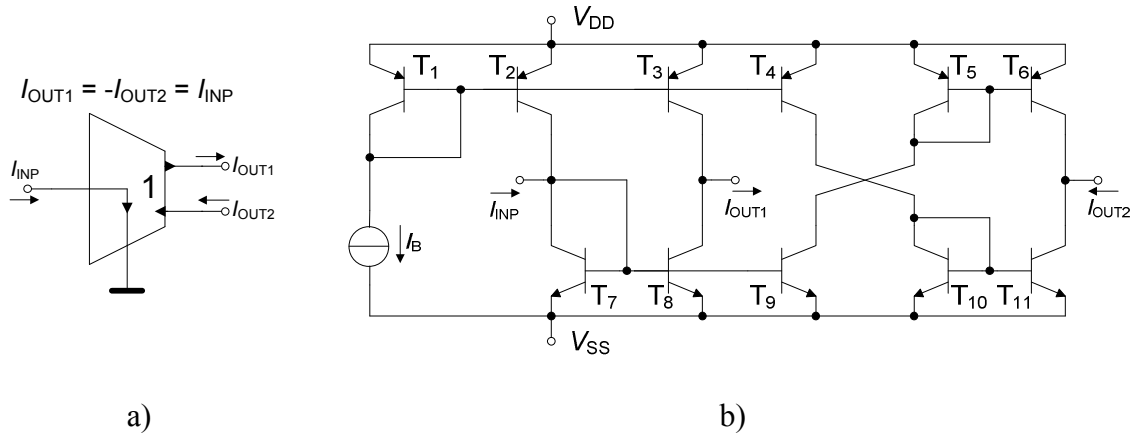 I_OUT1 = -I_OUT2 = I_INP
I_INP
1
I_OUT1
I_OUT2
a)
V_DD
T_1
T_2
T_3
T_4
T_5
T_6
I_INP
I_OUT1
I_OUT2
I_B
T_7
T_8
T_9
T_10
T_11
V_SS
b)